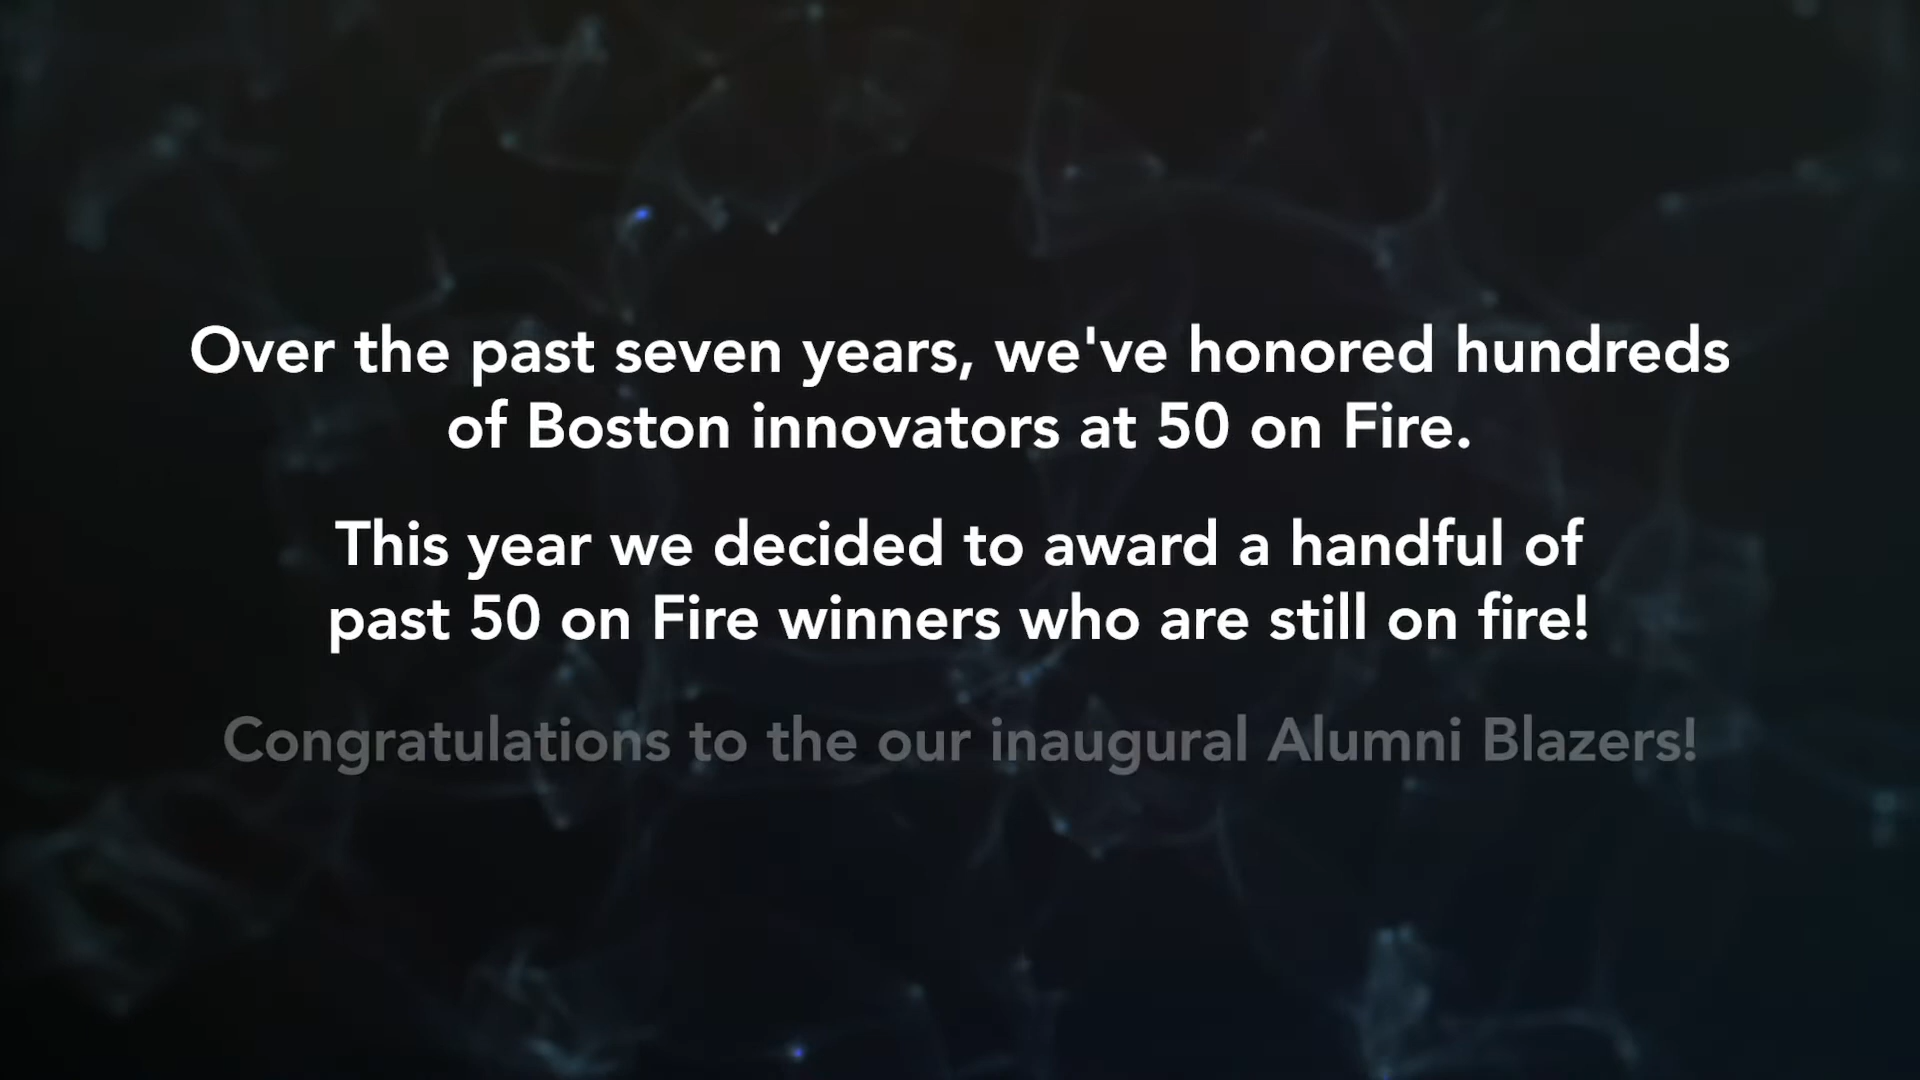 Over the past seven years, we've honored hundreds
of Boston innovators at 50 on Fire.
This year we decided to award a handful of
past 50 on Fire winners who are still on fire!
Congratulations to the our inaugural Alumni Blazers!